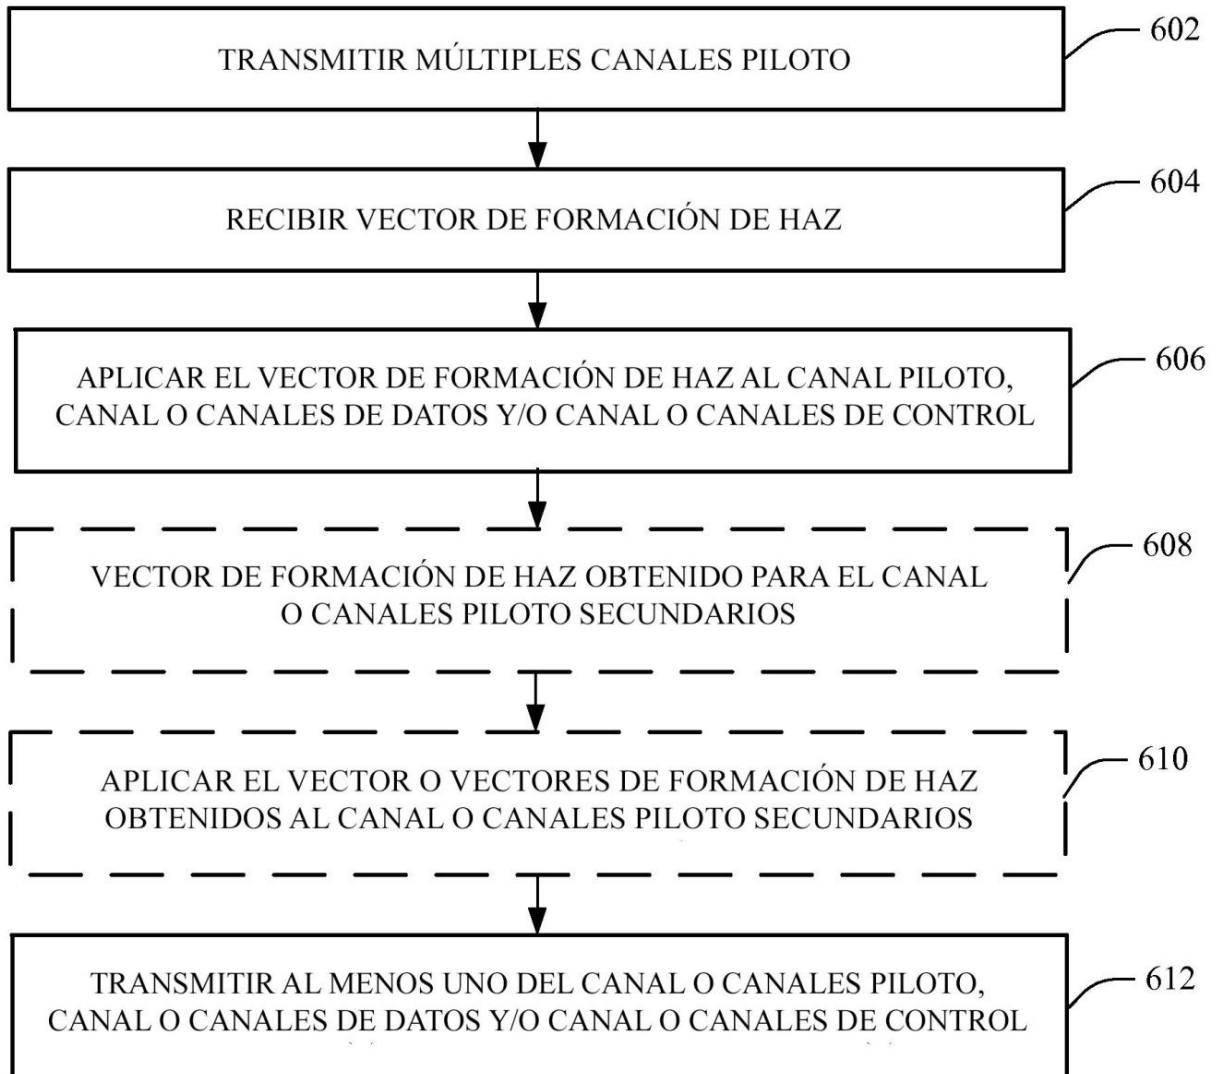 602
TRANSMITIR MÚLTIPLES CANALES PILOTO
604
RECIBIR VECTOR DE FORMACIÓN DE HAZ
606
APLICAR EL VECTOR DE FORMACIÓN DE HAZ AL CANAL PILOTO,
CANAL O CANALES DE DATOS Y/O CANAL O CANALES DE CONTROL
608
VECTOR DE FORMACIÓN DE HAZ OBTENIDO PARA EL CANAL
O CANALES PILOTO SECUNDARIOS
610
APLICAR EL VECTOR O VECTORES DE FORMACIÓN DE HAZ
OBTENIDOS AL CANAL O CANALES PILOTO SECUNDARIOS
612
TRANSMITIR AL MENOS UNO DEL CANAL O CANALES PILOTO,
CANAL O CANALES DE DATOS Y/O CANAL O CANALES DE CONTROL